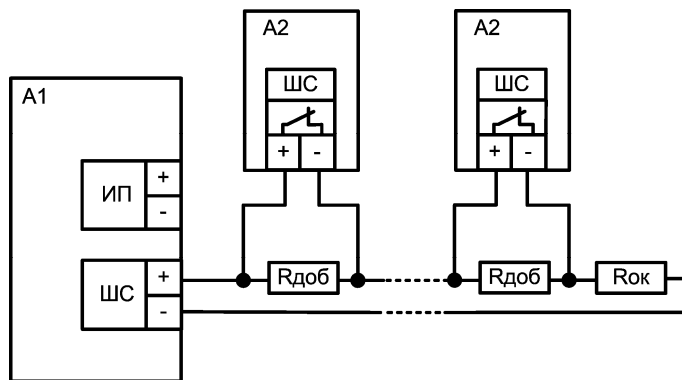 A1
ИП
+
-
ШС
+
-
A2
ШС
+ -
Rдоб
A2
ШС
+ -
Rдоб
Rок